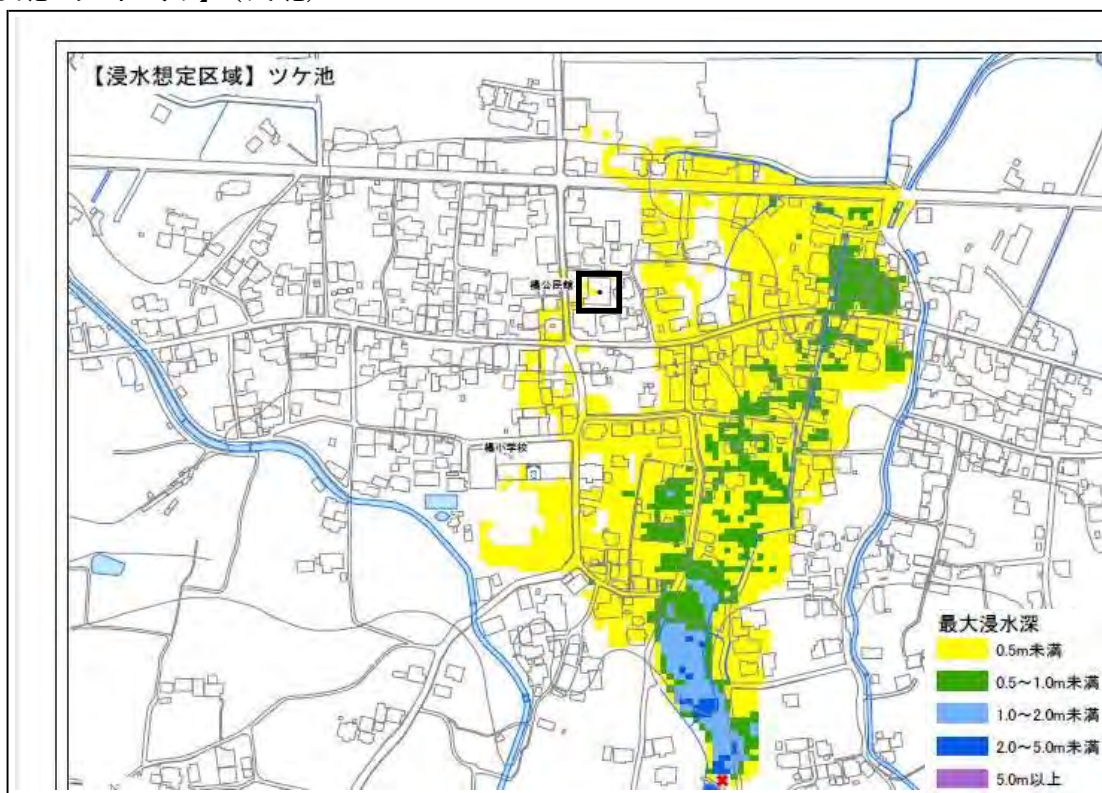 【浸水想定区域】ツケ池
橘公民館
橘小学校
最大浸水深
0.5m未満
0.5～1.0m未満
1.0～2.0m未満
2.0～5.0m未満
5.0m以上